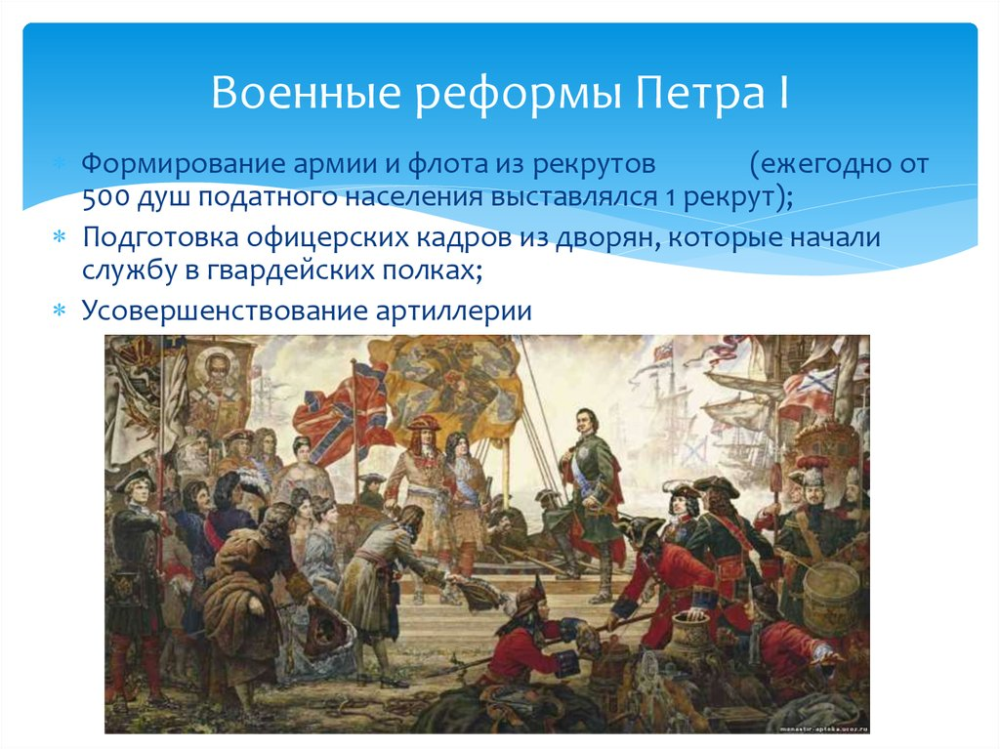 Военные реформы Петра I
* Формирование армии и флота из рекрутов (ежегодно от
500 душ податного населения выставлялся 1 рекрут);
* Подготовка офицерских кадров из дворян, которые начали
службу в гвардейских полках;
* Усовершенствование артиллерии
monastir-apteka.ucoz.ru